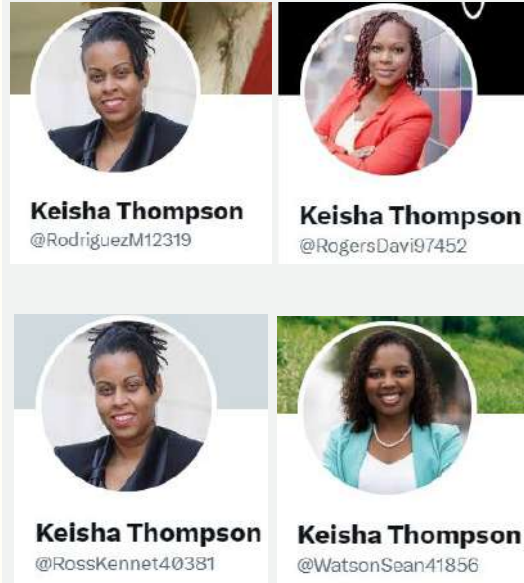 Keisha Thompson
@RodriguezM12319
Keisha Thompson
@RogersDavi97452
Keisha Thompson
@RossKennet40381
Keisha Thompson
@WatsonSean41856